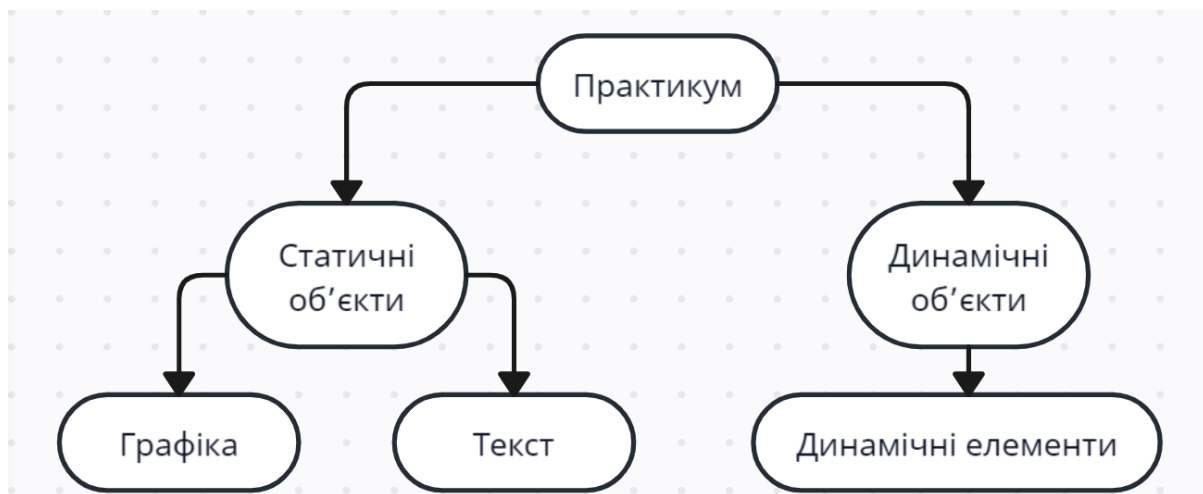 Практикум
Статичні
об’єкти
Динамічні
об’єкти
Графіка
Текст
Динамічні елементи